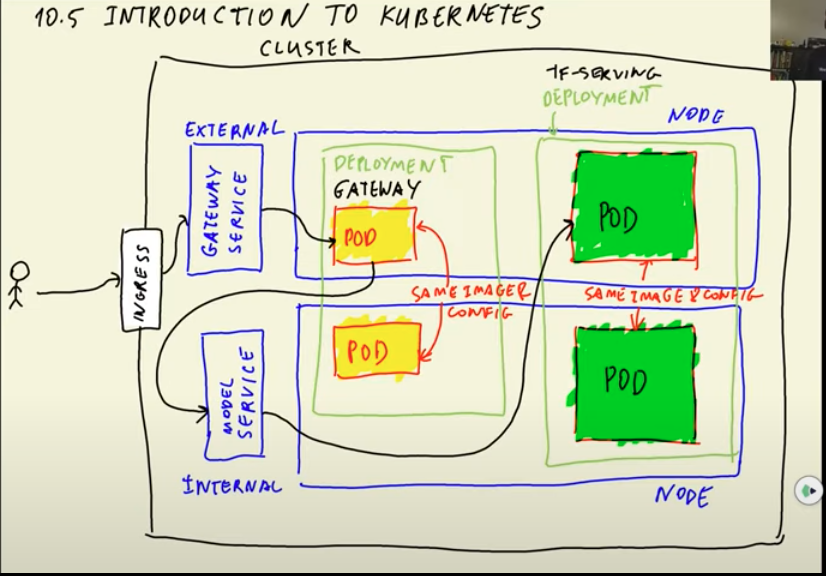 10.5 INTRODUCTION TO KUBERNETES
CLUSTER
TF-SERVING
DEPLOYMENT
NODE
EXTERNAL
GATEWAY
SERVICE
DEPLOYMENT
GATEWAY
POD
POD
INGRESS
SAME IMAGE &
CONFIG
SAME IMAGE & CONFIG
POD
POD
MODEL
SERVICE
INTERNAL
NODE